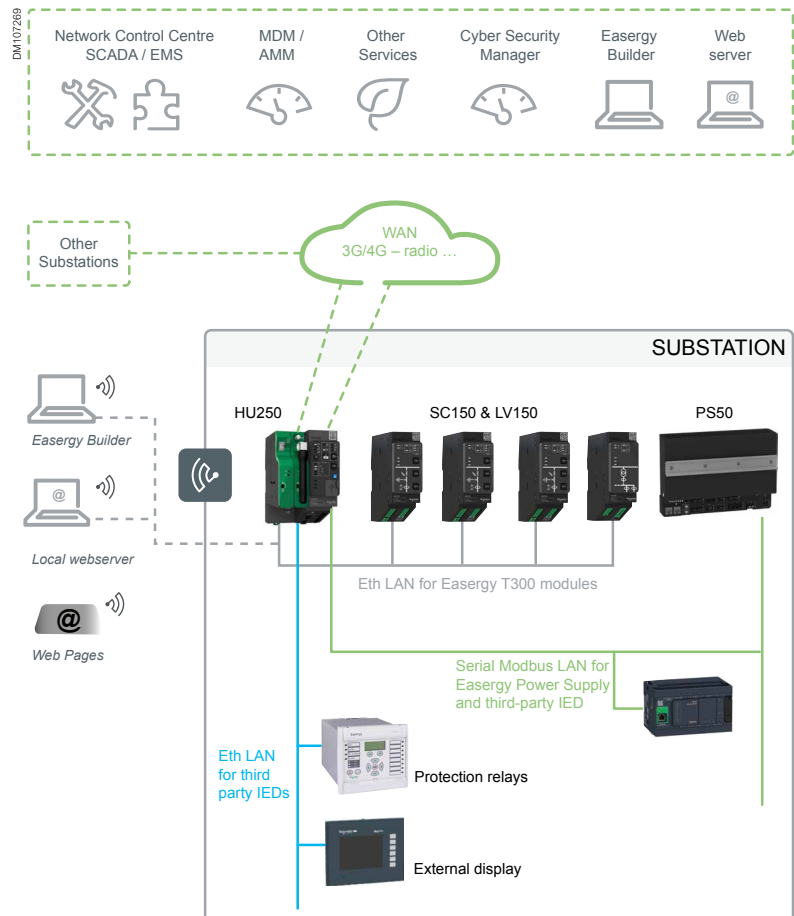 DM107269
Network Control Centre
SCADA / EMS
MDM /
AMM
Other
Services
Cyber Security
Manager
Easergy
Builder
Web
server
@
WAN
3G/4G – radio …
Other
Substations
SUBSTATION
HU250
SC150 & LV150
PS50
Easergy Builder
@
Local webserver
Eth LAN for Easergy T300 modules
@
Web Pages
Serial Modbus LAN for
Easergy Power Supply
and third-party IED
Eth LAN
for third
party IEDs
Protection relays
External display